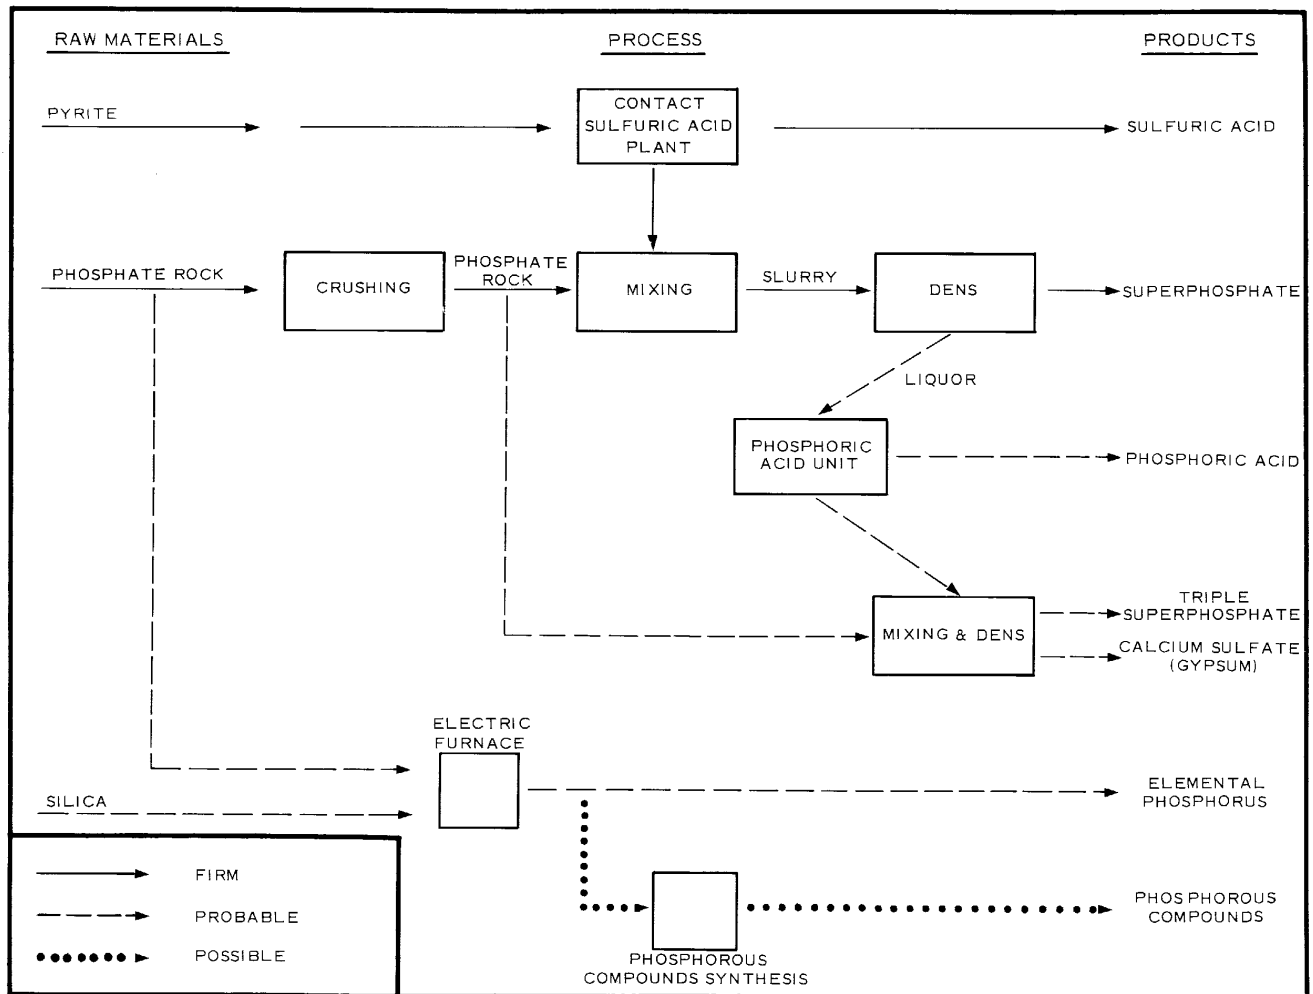 RAW MATERIALS
PROCESS
PRODUCTS
PYRITE
CONTACT
SULFURIC ACID
PLANT
SULFURIC ACID
PHOSPHATE ROCK
CRUSHING
PHOSPHATE
ROCK
MIXING
SLURRY
DENS
SUPERPHOSPHATE
LIQUOR
PHOSPHORIC
ACID UNIT
PHOSPHORIC ACID
MIXING & DENS
TRIPLE
SUPERPHOSPHATE
CALCIUM SULFATE
(GYPSUM)
ELECTRIC
FURNACE
SILICA
ELEMENTAL
PHOSPHORUS
PHOSPHOROUS
COMPOUNDS SYNTHESIS
PHOSPHOROUS
COMPOUNDS
FIRM
PROBABLE
POSSIBLE